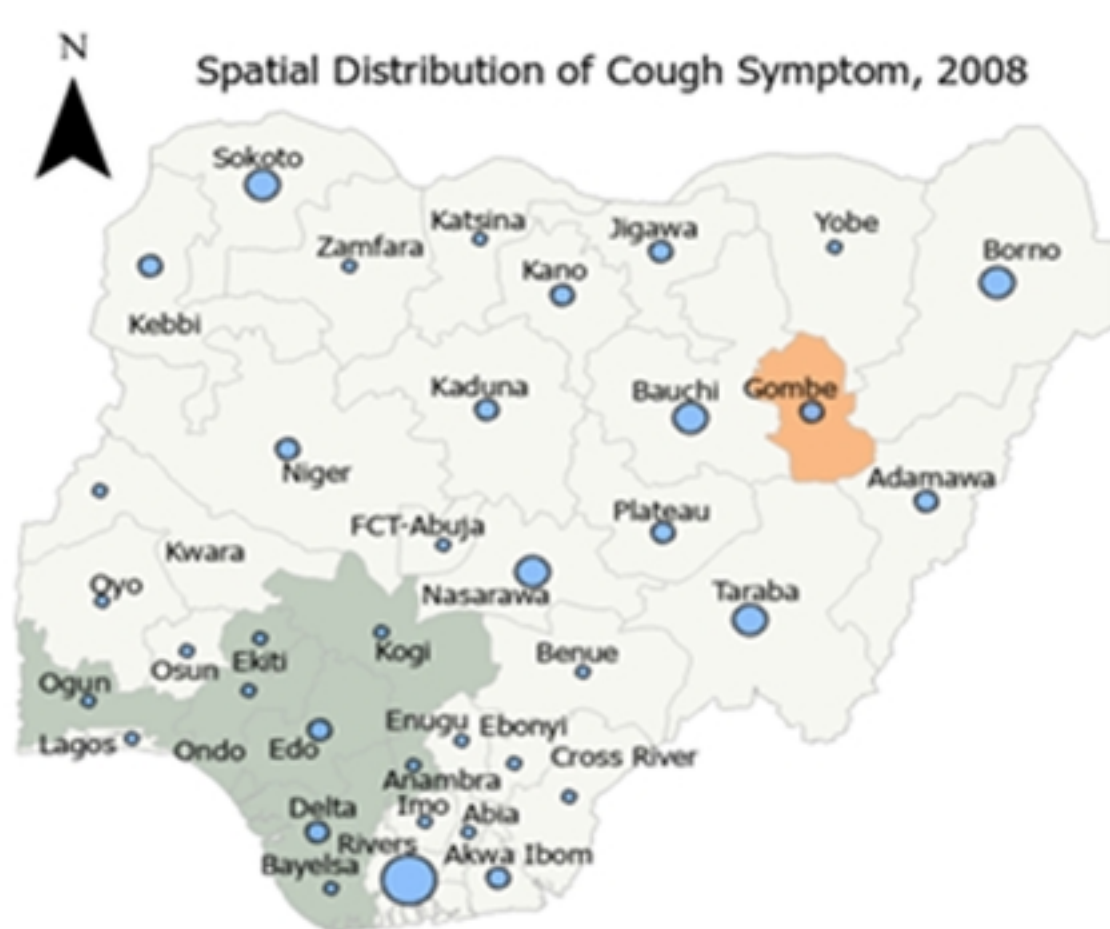 N
Spatial Distribution of Cough Symptom, 2008
Sokoto
Katsina
Jigawa
Yobe
Zamfara
Borno
Kano
Kebbi
Kaduna
Bauchi
Gombe
Niger
Adamawa
Plateau
FCT-Abuja
Kwara
Oyo
Nasarawa
Taraba
Osun
Ekiti
Kogi
Benue
Ogun
Enugu
Ebonyi
Lagos
Ondo
Edo
Cross River
Anambra
Delta
Imo
Abia
Rivers
Bayelsa
Akwa Ibom